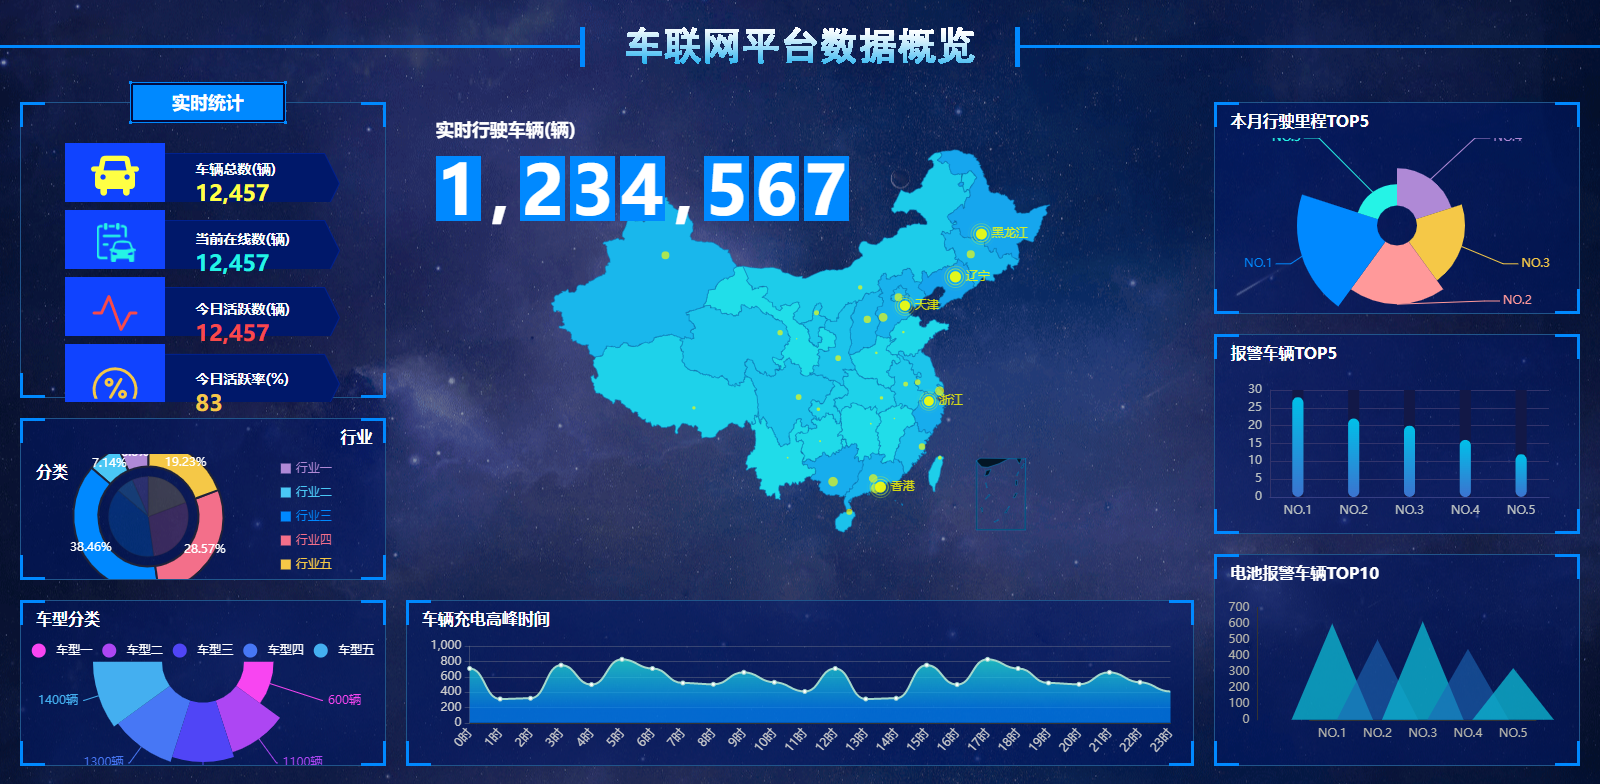 车联网平台数据概览
实时统计
车辆总数(辆)
12,457
当前在线数(辆)
12,457
今日活跃数(辆)
12,457
今日活跃率(%)
83
行业
分类
7.14%
19.23%
38.46%
28.57%
行业一
行业二
行业三
行业四
行业五
车型分类
车型一 车型二 车型三 车型四 车型五
1400辆
600辆
1300辆
1100辆
实时行驶车辆(辆)
1,234,567
黑龙江
辽宁
天津
浙江
香港
车辆充电高峰时间
1,000
800
600
400
200
0
0时 1时 2时 3时 4时 5时 6时 7时 8时 9时 10时 11时 12时 13时 14时 15时 16时 17时 18时 19时 20时 21时 22时 23时
本月行驶里程TOP5
NO.1
NO.3
NO.2
报警车辆TOP5
30
25
20
15
10
5
0
NO.1 NO.2 NO.3 NO.4 NO.5
电池报警车辆TOP10
700
600
500
400
300
200
100
0
NO.1 NO.2 NO.3 NO.4 NO.5